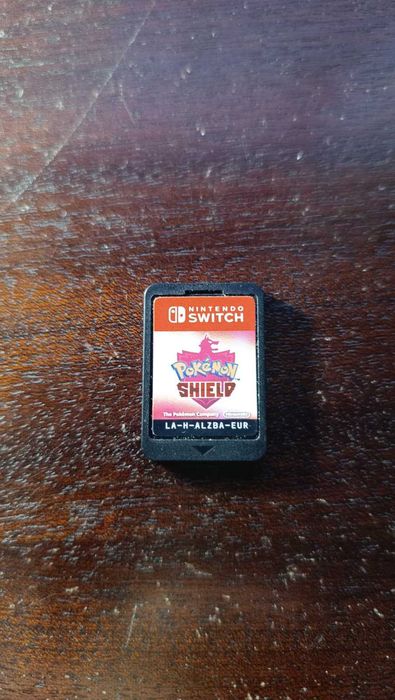 NINTENDO
SWITCH
POKéMON
SHIELD
The Pokémon Company Nintendo
LA-H-ALZBA-EUR